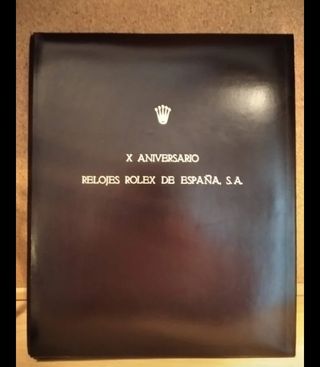 X ANIVERSARIO
RELOJES ROLEX DE ESPAÑA, S.A.